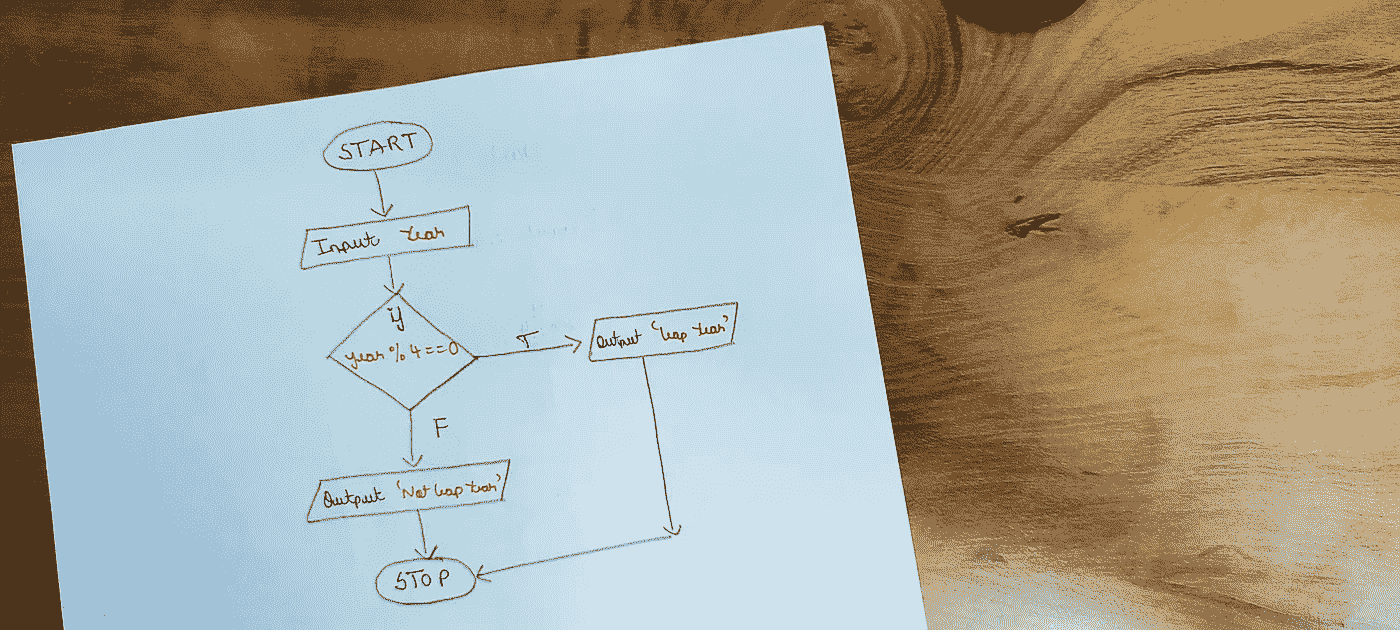 START
Input Year
if
year % 4 == 0
T
Output 'leap Year'
F
Output 'Not leap Year'
STOP